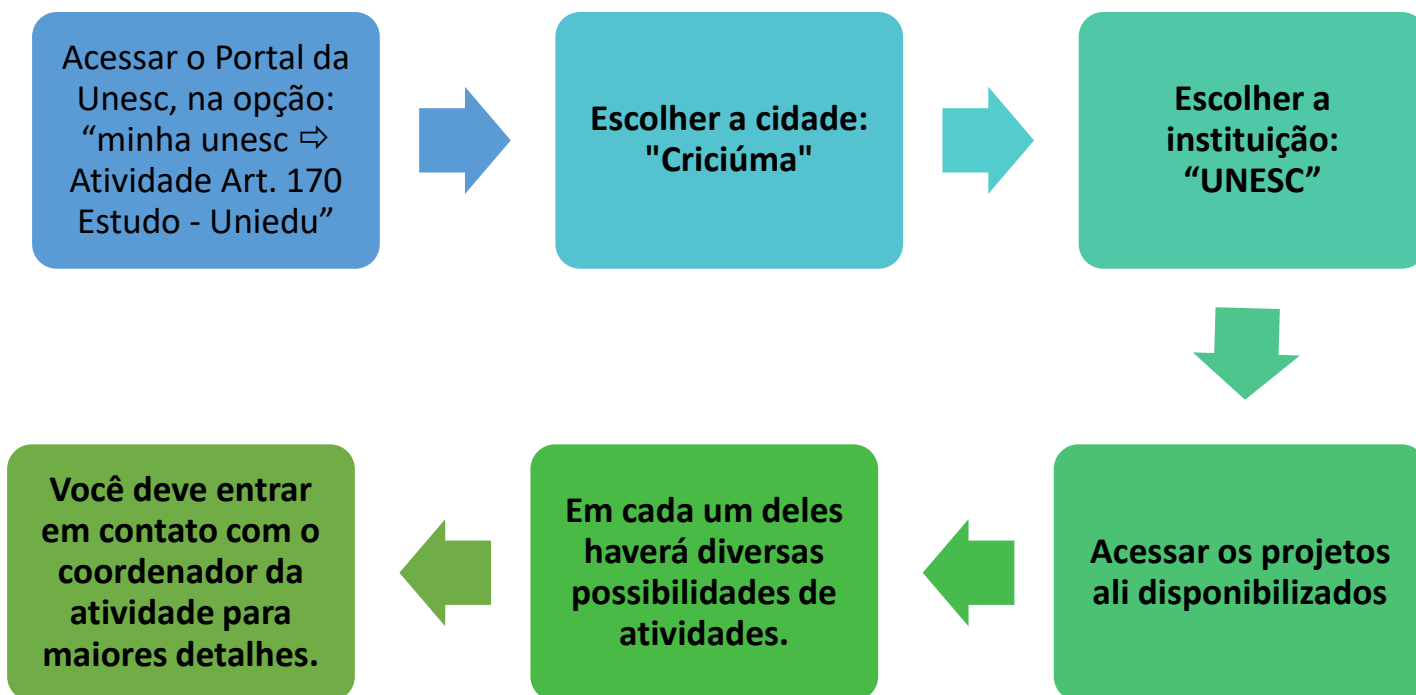 Acessar o Portal da
Unesc, na opção:
“minha unesc ⇨
Atividade Art. 170
Estudo - Uniedu”
Escolher a cidade:
"Criciúma"
Escolher a
instituição:
“UNESC”
Acessar os projetos
ali disponibilizados
Em cada um deles
haverá diversas
possibilidades de
atividades.
Você deve entrar
em contato com o
coordenador da
atividade para
maiores detalhes.